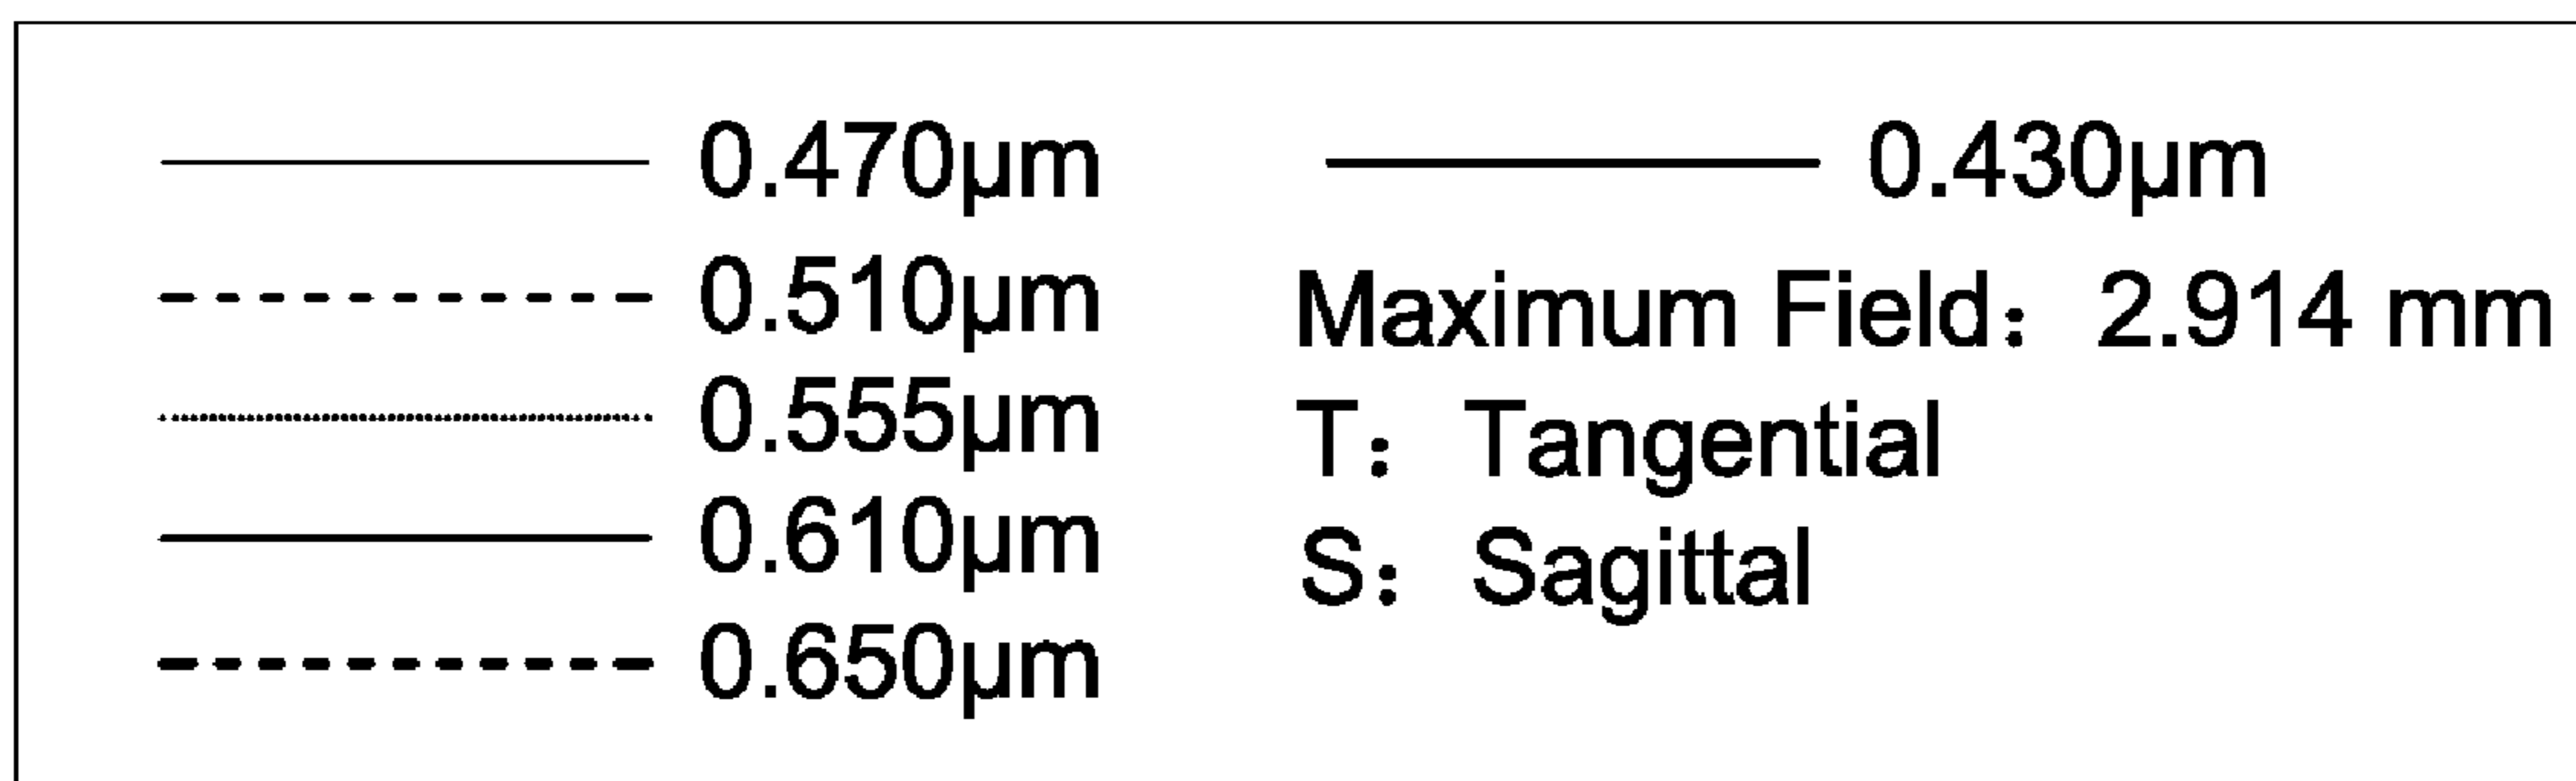 0.470μm
0.510μm
0.555μm
0.610μm
0.650μm
0.430μm
Maximum Field：2.914 mm
T：Tangential
S：Sagittal